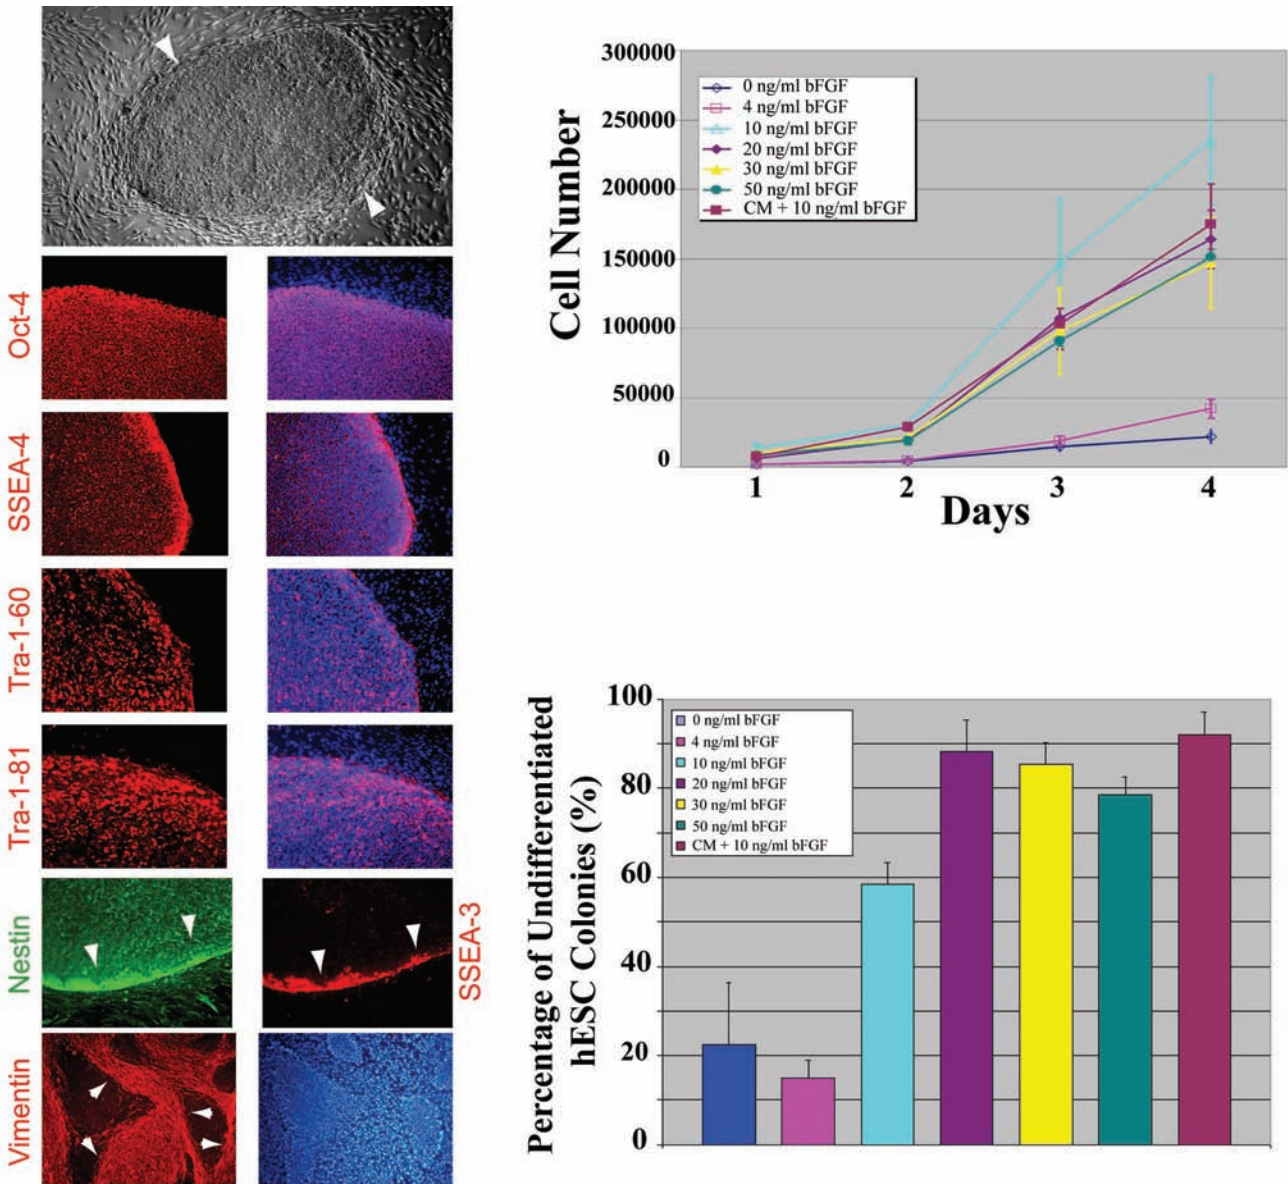 Oct-4
SSEA-4
Tra-1-60
Tra-1-81
Nestin
SSEA-3
Vimentin
Cell Number
300000
250000
200000
150000
100000
50000
0
0 ng/ml bFGF
4 ng/ml bFGF
10 ng/ml bFGF
20 ng/ml bFGF
30 ng/ml bFGF
50 ng/ml bFGF
CM + 10 ng/ml bFGF
1 2 3 4
Days
Percentage of Undifferentiated
hESC Colonies (%)
100
80
60
40
20
0
0 ng/ml bFGF
4 ng/ml bFGF
10 ng/ml bFGF
20 ng/ml bFGF
30 ng/ml bFGF
50 ng/ml bFGF
CM + 10 ng/ml bFGF